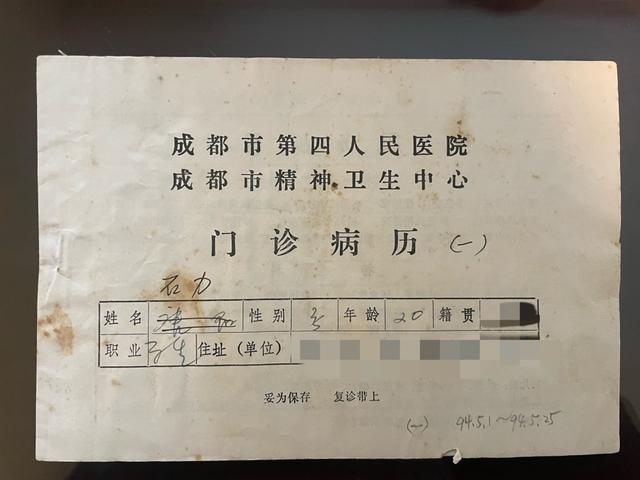 成都市第四人民医院
成都市精神卫生中心
门诊病历(一)
石力
姓名 性别 年龄 20 籍贯
职业 住址(单位)
妥为保存 复诊带上
(一) 94.5.1~94.5.25